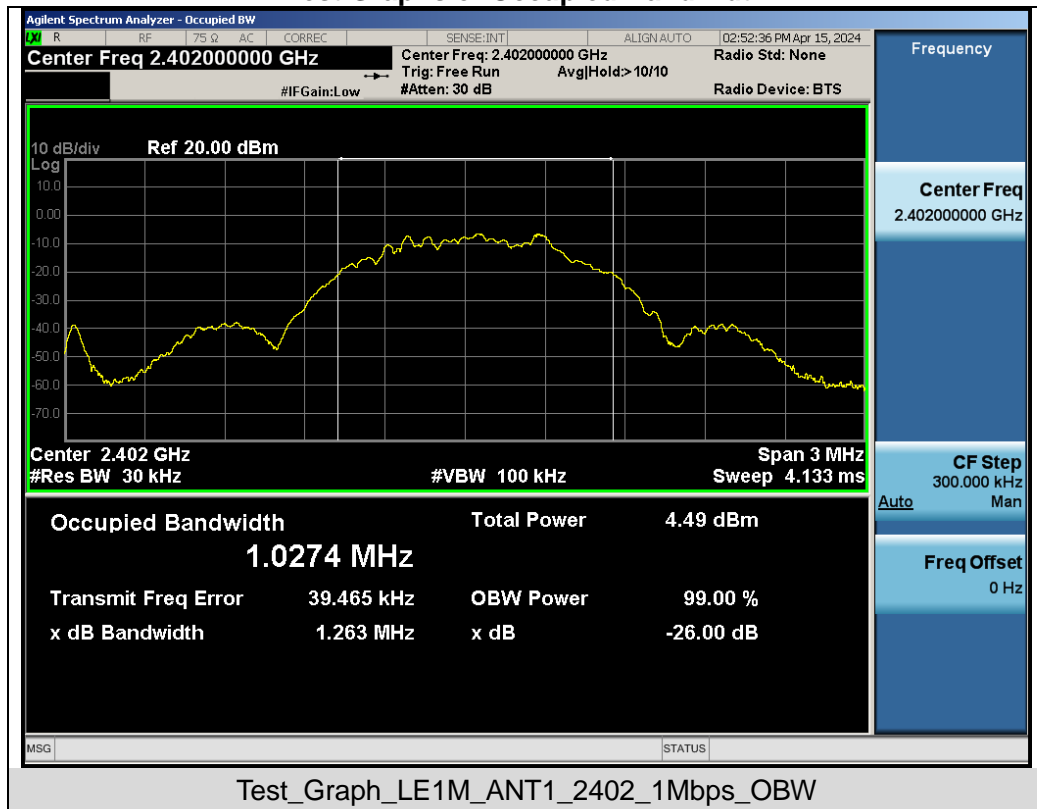 Agilent Spectrum Analyzer - Occupied BW
LXI R RF 75 Ω AC CORREC SENSE:INT ALIGN AUTO 02:52:36 PM Apr 15, 2024
Center Freq 2.402000000 GHz Center Freq: 2.402000000 GHz Radio Std: None Frequency
Trig: Free Run Avg|Hold:> 10/10
#IFGain:Low #Atten: 30 dB Radio Device: BTS
10 dB/div Ref 20.00 dBm
Log
10.0
0.00
-10.0
-20.0
-30.0
-40.0
-50.0
-60.0
-70.0
Center 2.402 GHz Span 3 MHz
#Res BW 30 kHz #VBW 100 kHz Sweep 4.133 ms
Center Freq
2.402000000 GHz
CF Step
300.000 kHz
Auto Man
Freq Offset
0 Hz
Occupied Bandwidth Total Power 4.49 dBm
1.0274 MHz
Transmit Freq Error 39.465 kHz OBW Power 99.00 %
x dB Bandwidth 1.263 MHz x dB -26.00 dB
MSG STATUS
Test_Graph_LE1M_ANT1_2402_1Mbps_OBW